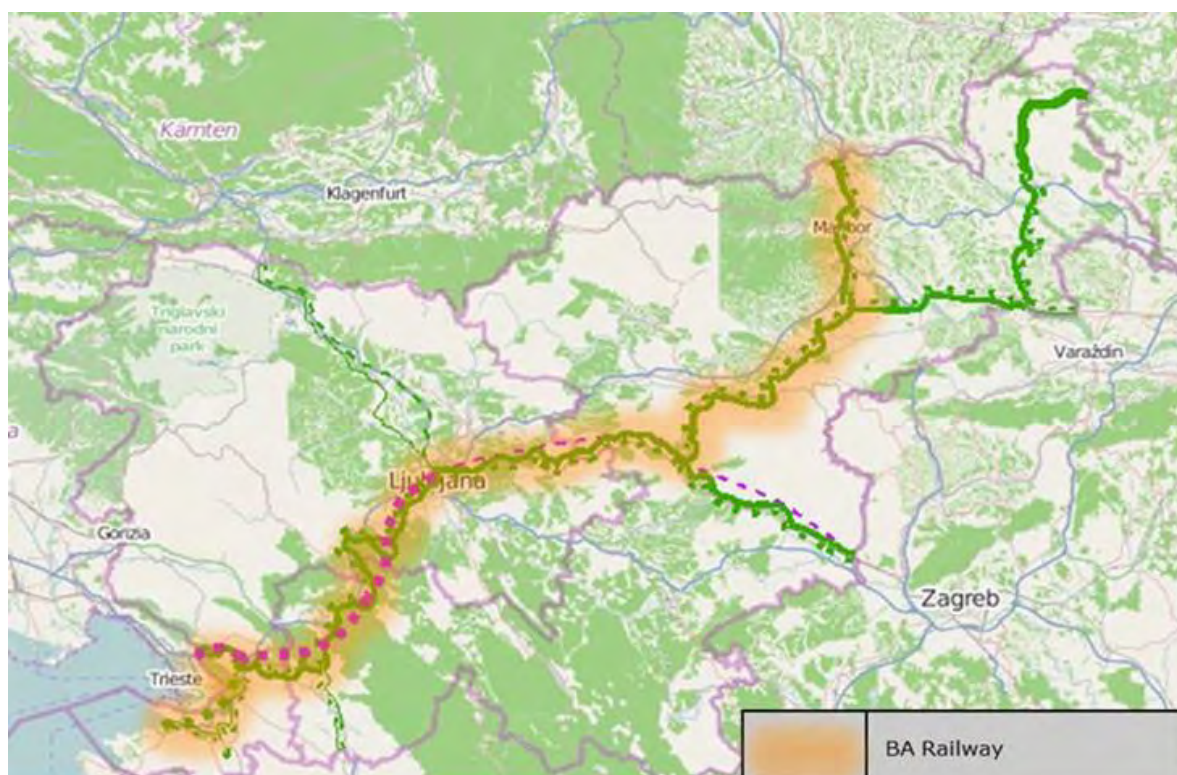 Kärnten
Klagenfurt
Maribor
Triglavski
narodni
park
Varaždin
Ljubljana
Gorizia
Zagreb
Trieste
BA Railway